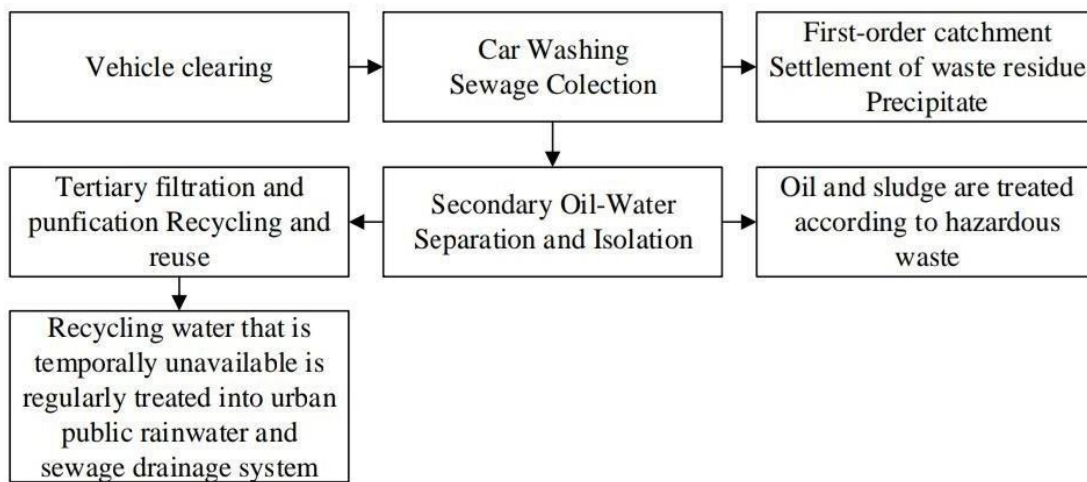 Vehicle clearing
Car Washing
Sewage Colection
First-order catchment
Settlement of waste residue
Precipitate
Tertiary filtration and
punfication Recycling and
reuse
Secondary Oil-Water
Separation and Isolation
Oil and sludge are treated
according to hazardous
waste
Recycling water that is
temporally unavailable is
regularly treated into urban
public rainwater and
sewage drainage system